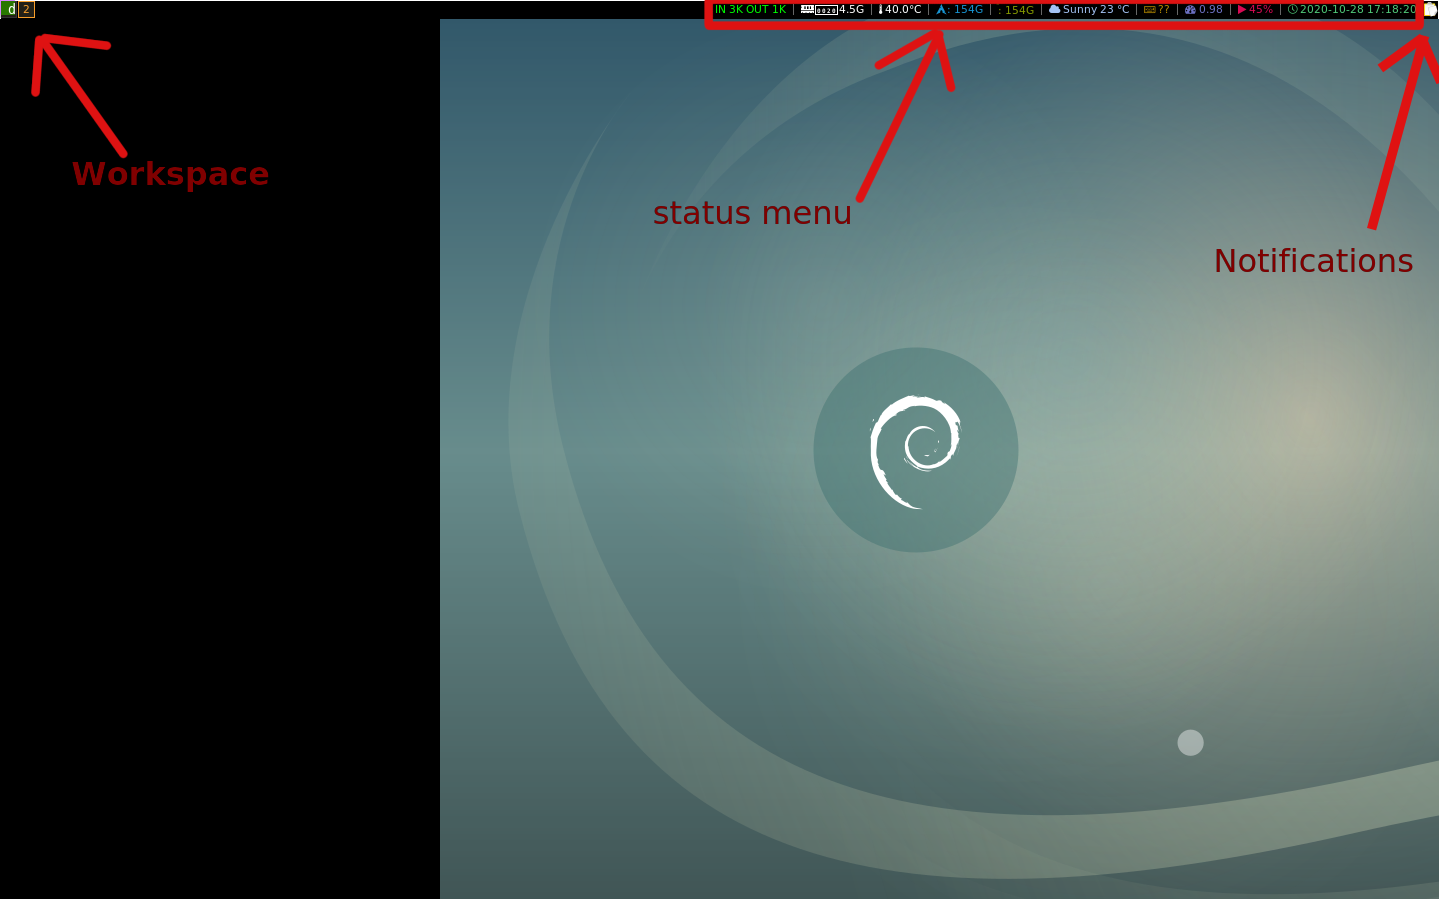 d 2
IN 3K OUT 1K | 4.5G | 40.0°C | : 154G | : 154G | Sunny 23 °C | ?? | 0.98 | 45% | 2020-10-28 17:18:20
Workspace
status menu
Notifications